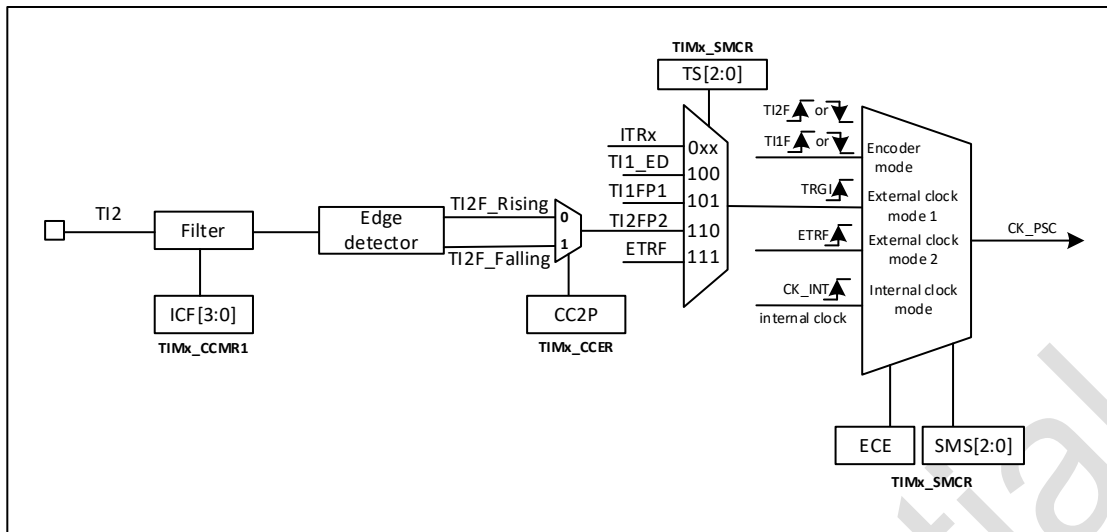 TIMx_SMCR
TS[2:0]
TI2F or
TI1F or
ITRx
0xx
TI1_ED
100
TI1FP1
101
TI2FP2
110
ETRF
111
Encoder
mode
TRGI
External clock
mode 1
ETRF
External clock
mode 2
CK_INT
internal clock
Internal clock
mode
CK_PSC
TI2
Filter
Edge
detector
TI2F_Rising
0
TI2F_Falling
1
ICF[3:0]
TIMx_CCMR1
CC2P
TIMx_CCER
ECE
SMS[2:0]
TIMx_SMCR
tial